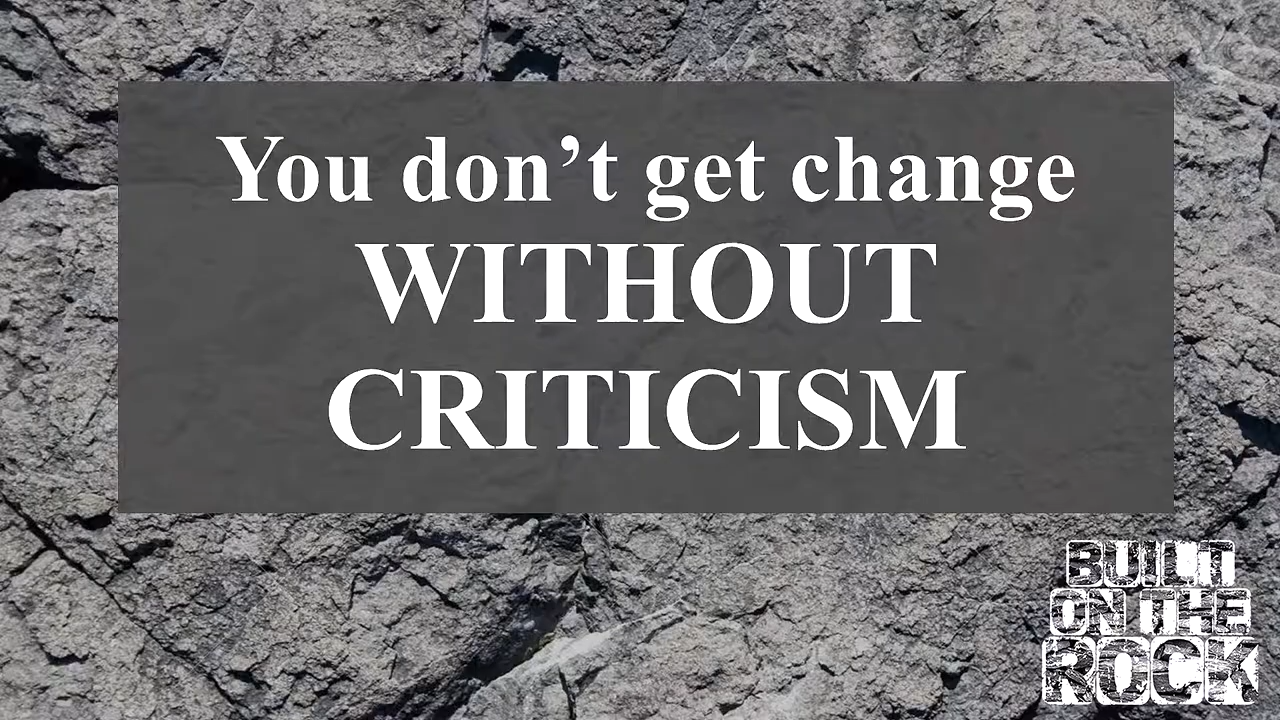 You don’t get change
WITHOUT
CRITICISM
BUILT
ON THE
ROCK